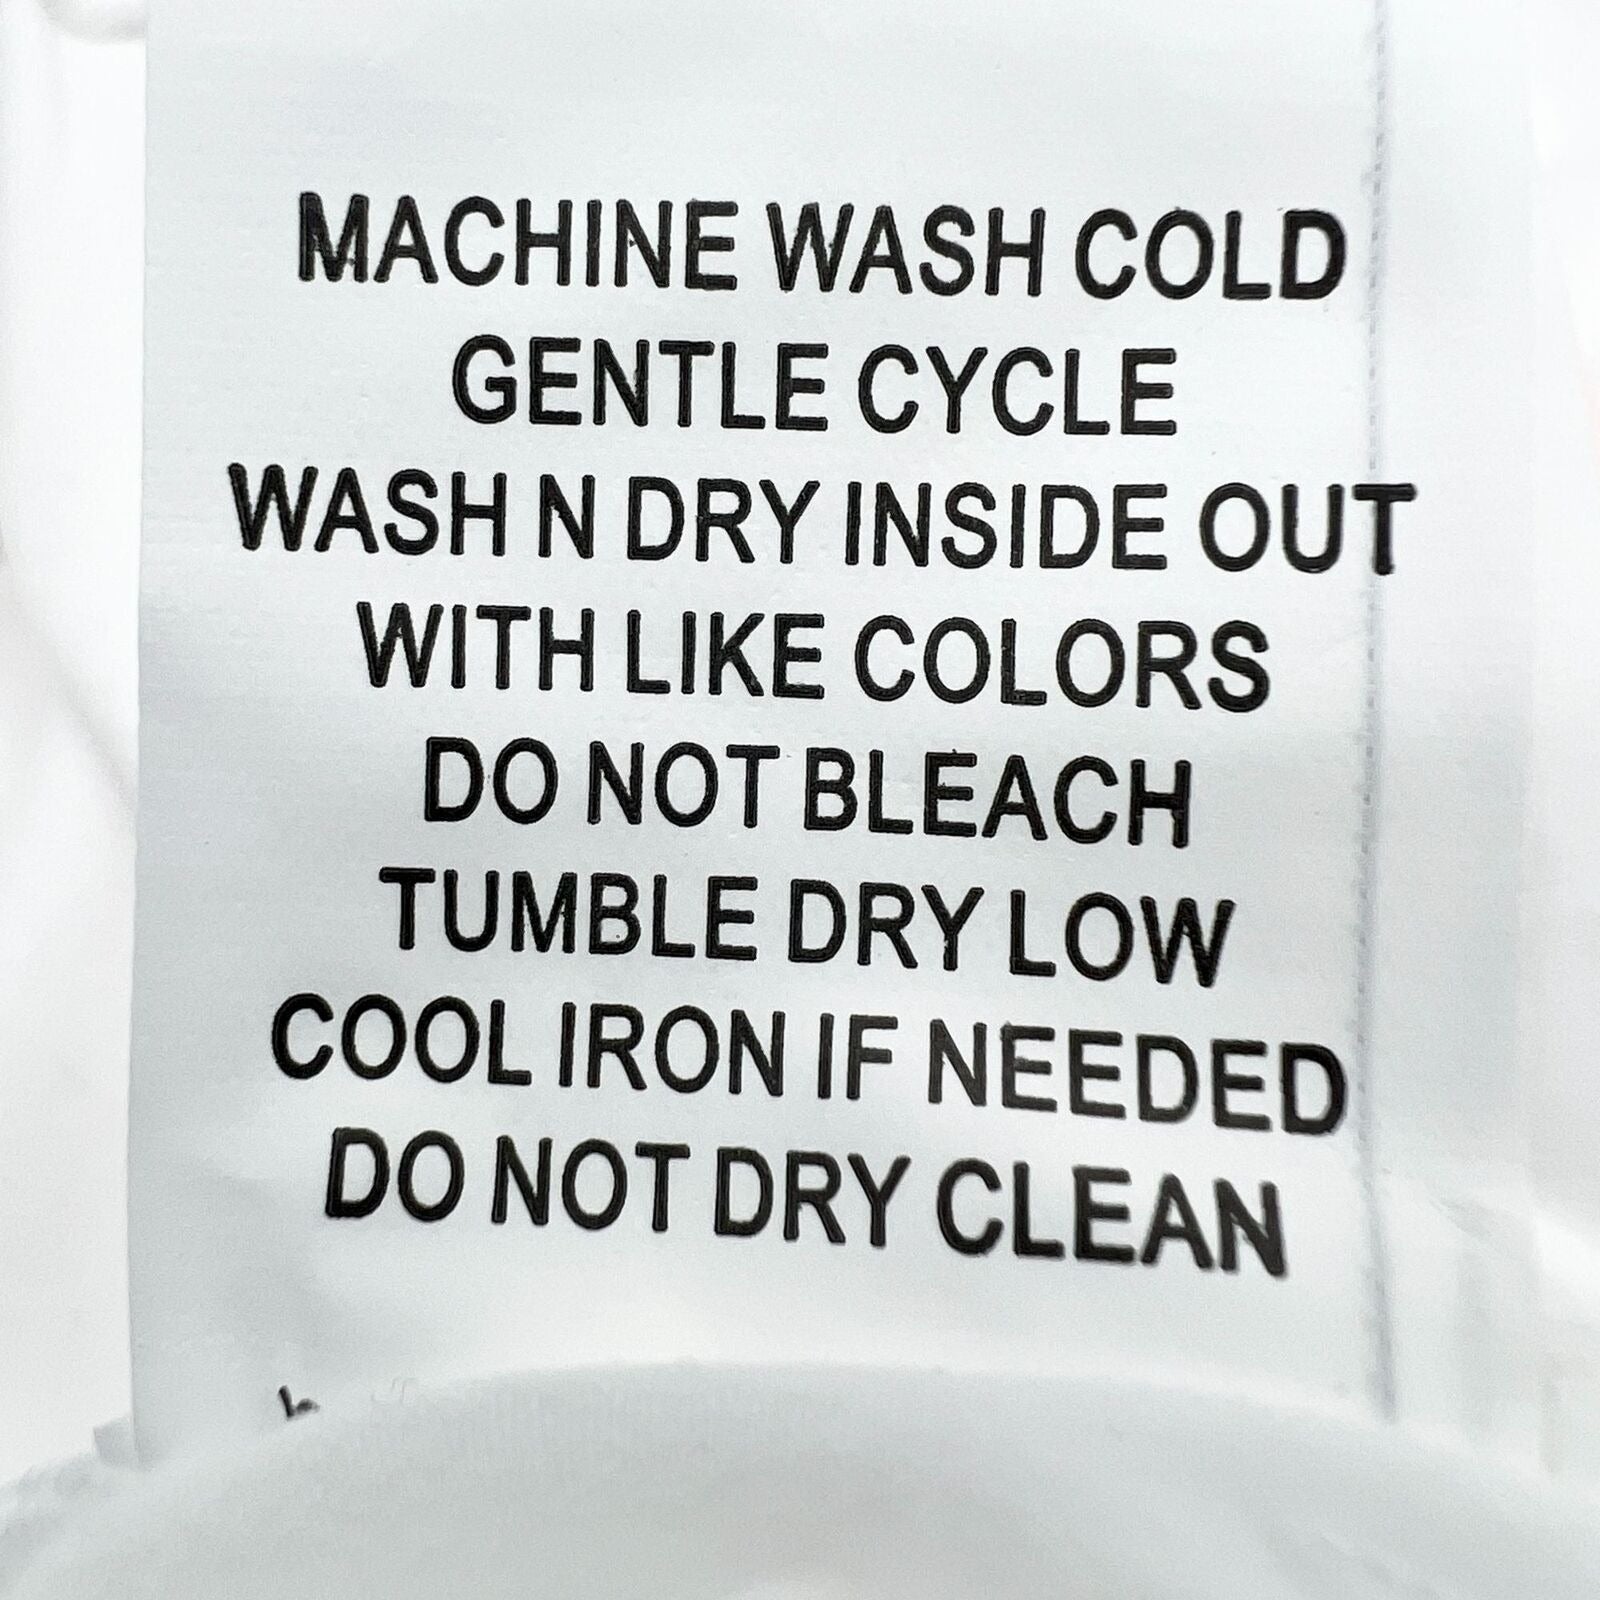 MACHINE WASH COLD
GENTLE CYCLE
WASH N DRY INSIDE OUT
WITH LIKE COLORS
DO NOT BLEACH
TUMBLE DRY LOW
COOL IRON IF NEEDED
DO NOT DRY CLEAN